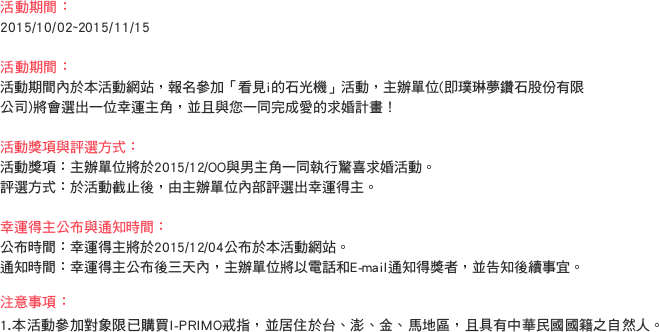 活動期間：
2015/10/02~2015/11/15
活動期間：
活動期間內於本活動網站，報名參加「看見i的石光機」活動，主辦單位(即璞琳夢鑽石股份有限
公司)將會選出一位幸運主角，並且與您一同完成愛的求婚計畫！
活動獎項與評選方式：
活動獎項：主辦單位將於2015/12/OO與男主角一同執行驚喜求婚活動。
評選方式：於活動截止後，由主辦單位內部評選出幸運得主。
幸運得主公布與通知時間：
公布時間：幸運得主將於2015/12/04公布於本活動網站。
通知時間：幸運得主公布後三天內，主辦單位將以電話和E-mail通知得獎者，並告知後續事宜。
注意事項：
1.本活動參加對象限已購買I-PRIMO戒指，並居住於台、澎、金、馬地區，且具有中華民國國籍之自然人。